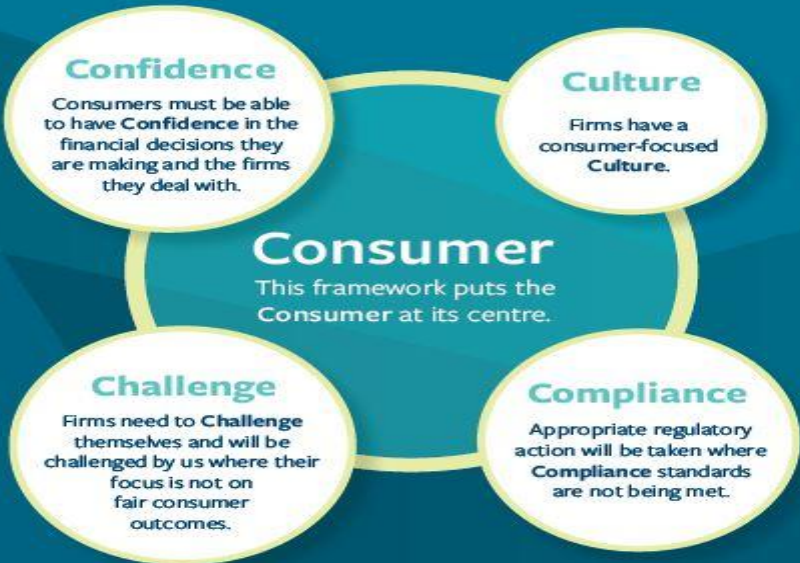 Confidence
Consumers must be able
to have Confidence in the
financial decisions they
are making and the firms
they deal with.
Culture
Firms have a
consumer-focused
Culture.
Consumer
This framework puts the
Consumer at its centre.
Challenge
Firms need to Challenge
themselves and will be
challenged by us where their
focus is not on
fair consumer
outcomes.
Compliance
Appropriate regulatory
action will be taken where
Compliance standards
are not being met.